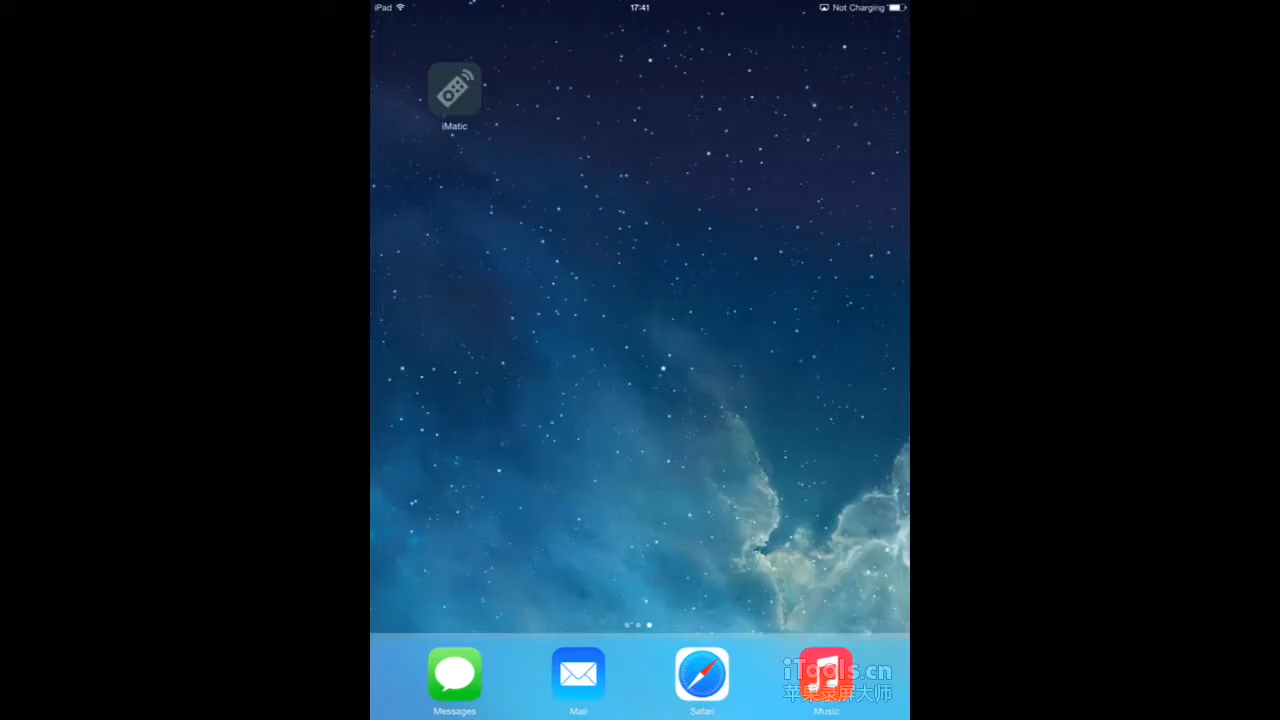 iPad 17:41 Not Charging
iMatic
iTools.cn
苹果录屏大师
Messages Mail Safari Music